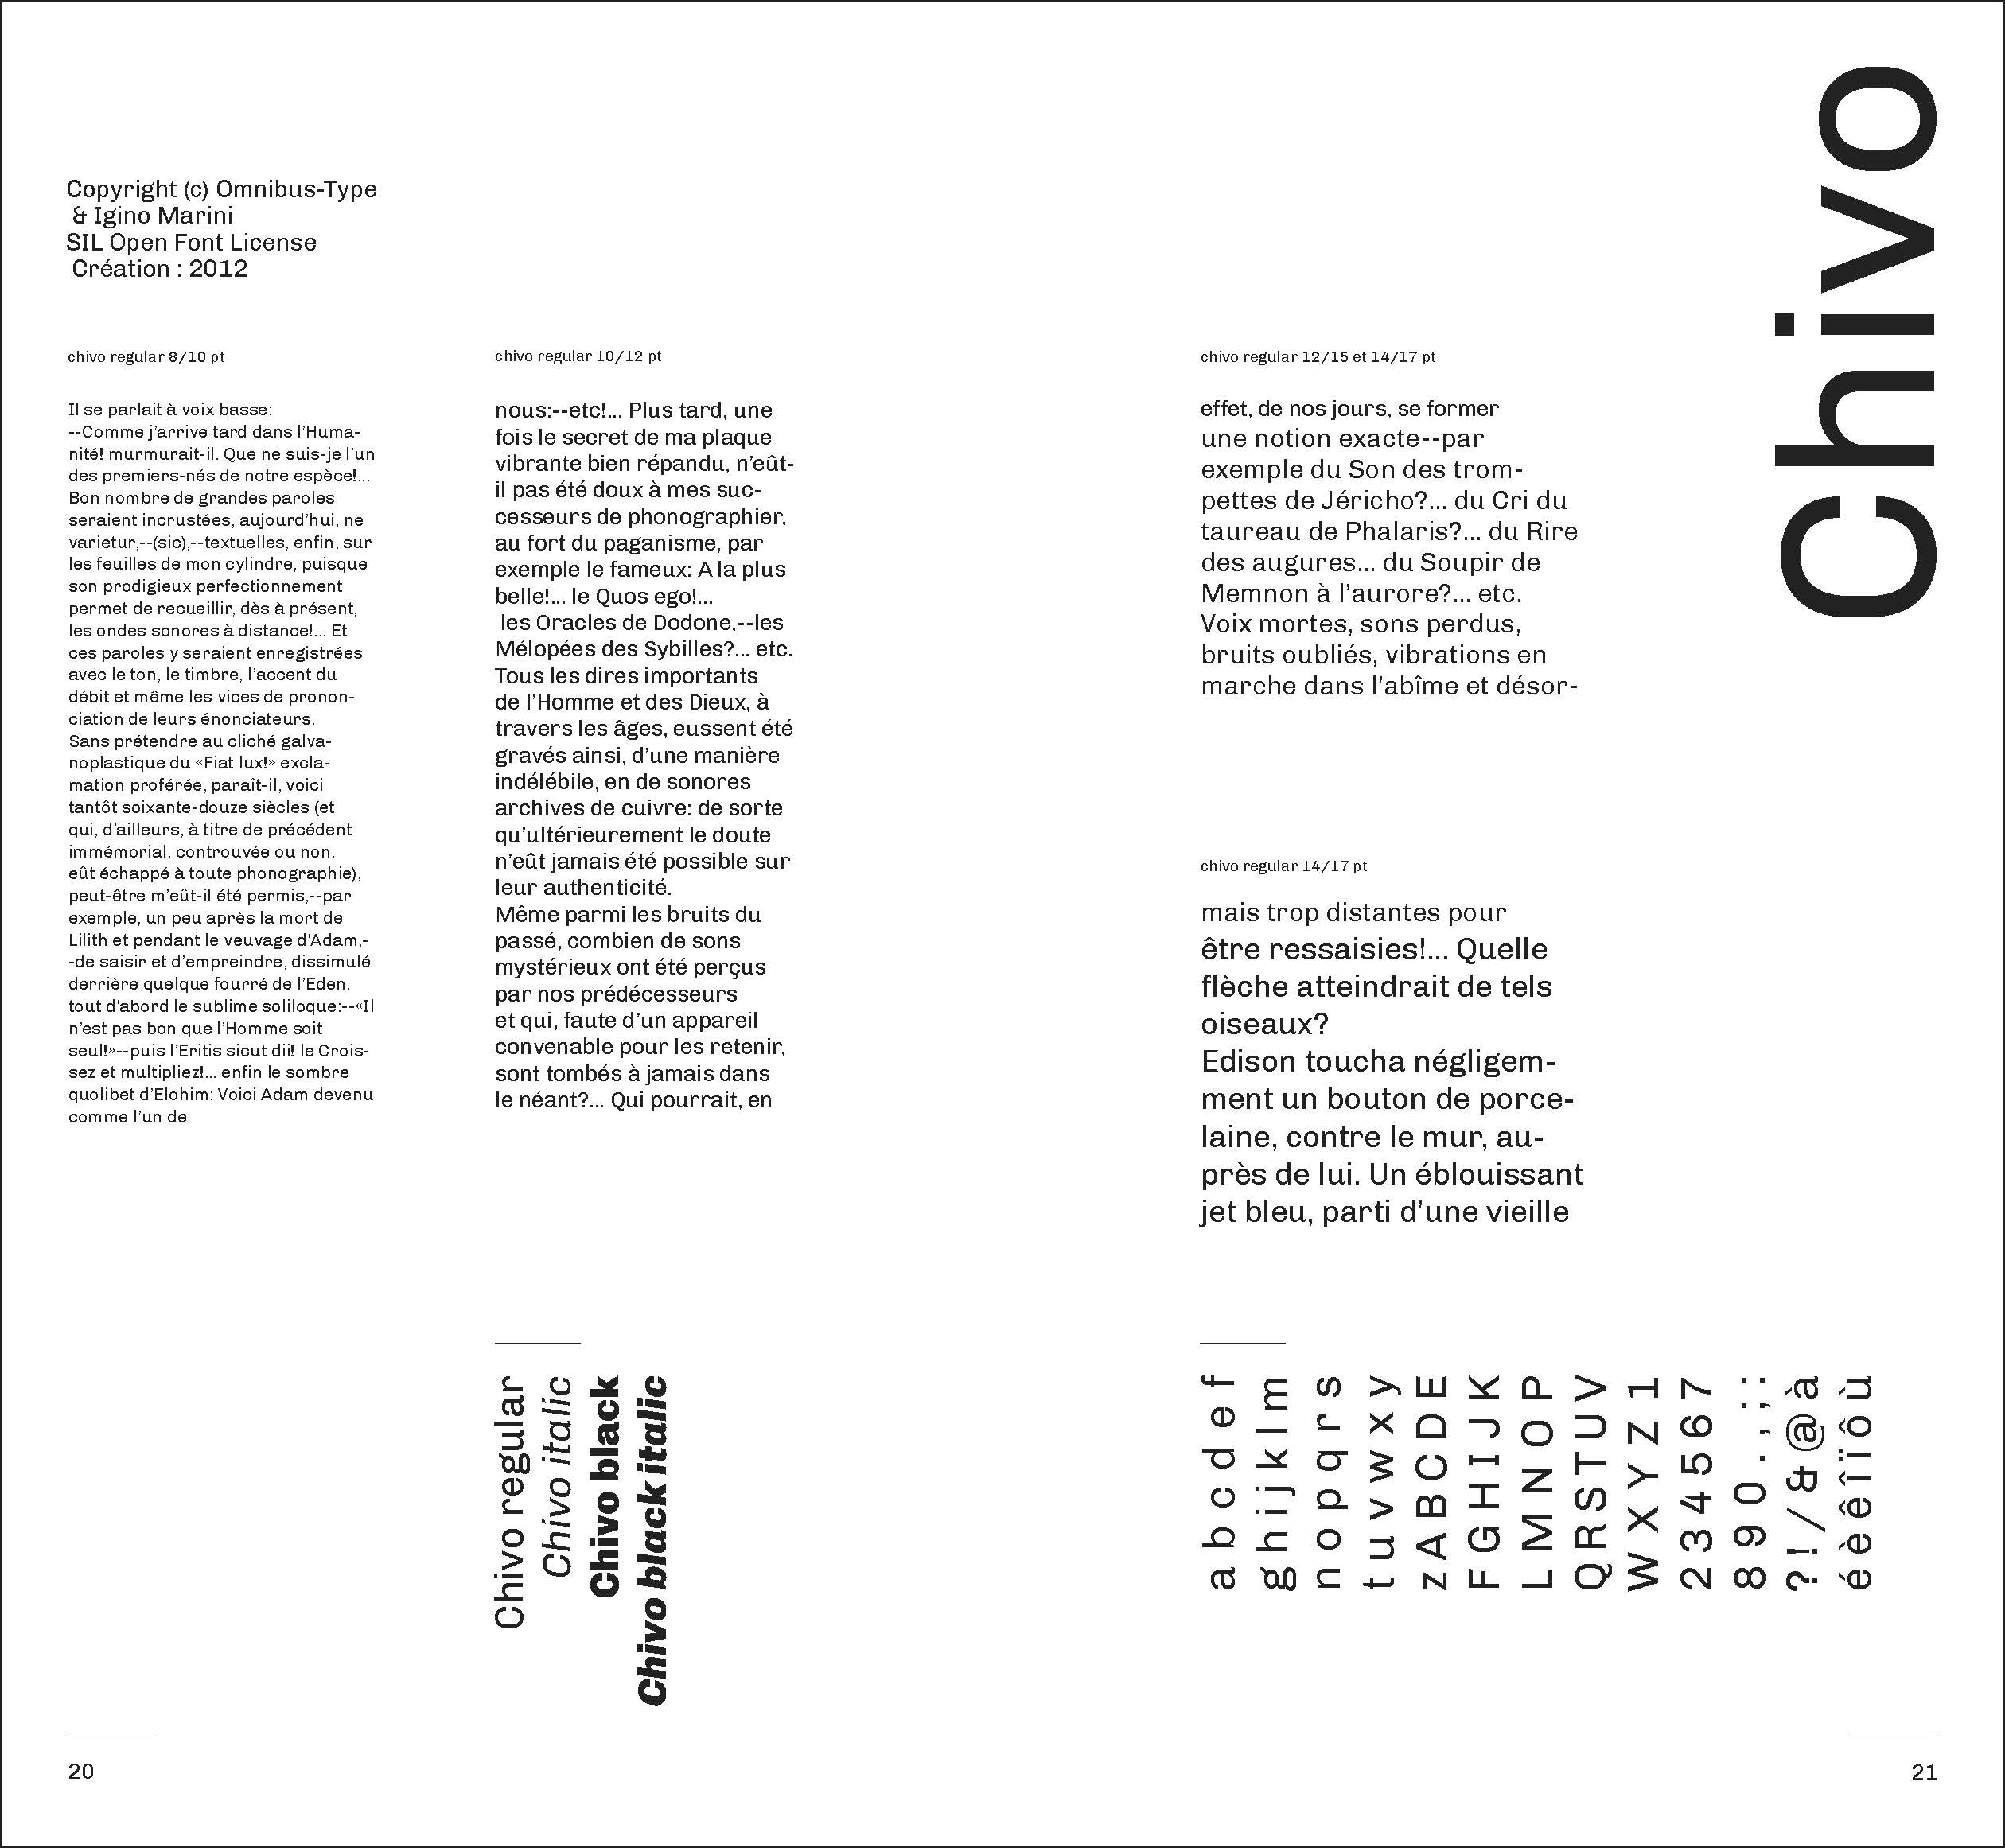 Copyright (c) Omnibus-Type
& Igino Marini
SIL Open Font License
Création : 2012
chivo regular 8/10 pt
Il se parlait à voix basse:
--Comme j’arrive tard dans l’Huma-
nité! murmurait-il. Que ne suis-je l’un
des premiers-nés de notre espèce!...
Bon nombre de grandes paroles
seraient incrustées, aujourd’hui, ne
varietur,--(sic),--textuelles, enfin, sur
les feuilles de mon cylindre, puisque
son prodigieux perfectionnement
permet de recueillir, dès à présent,
les ondes sonores à distance!... Et
ces paroles y seraient enregistrées
avec le ton, le timbre, l’accent du
débit et même les vices de pronon-
ciation de leurs énonciateurs.
Sans prétendre au cliché galva-
noplastique du «Fiat lux!» excla-
mation proférée, paraît-il, voici
tantôt soixante-douze siècles (et
qui, d’ailleurs, à titre de précédent
immémorial, controuvée ou non,
eût échappé à toute phonographie),
peut-être m’eût-il été permis,--par
exemple, un peu après la mort de
Lilith et pendant le veuvage d’Adam,-
-de saisir et d’empreindre, dissimulé
derrière quelque fourré de l’Eden,
tout d’abord le sublime soliloque:--«Il
n’est pas bon que l’Homme soit
seul!»--puis l’Eritis sicut dii! le Crois-
sez et multipliez!... enfin le sombre
quolibet d’Elohim: Voici Adam devenu
comme l’un de
chivo regular 10/12 pt
nous:--etc!... Plus tard, une
fois le secret de ma plaque
vibrante bien répandu, n’eût-
il pas été doux à mes suc-
cesseurs de phonographier,
au fort du paganisme, par
exemple le fameux: A la plus
belle!... le Quos ego!...
les Oracles de Dodone,--les
Mélopées des Sybilles?... etc.
Tous les dires importants
de l’Homme et des Dieux, à
travers les âges, eussent été
gravés ainsi, d’une manière
indélébile, en de sonores
archives de cuivre: de sorte
qu’ultérieurement le doute
n’eût jamais été possible sur
leur authenticité.
Même parmi les bruits du
passé, combien de sons
mystérieux ont été perçus
par nos prédécesseurs
et qui, faute d’un appareil
convenable pour les retenir,
sont tombés à jamais dans
le néant?... Qui pourrait, en
Chivo regular
Chivo italic
Chivo black
Chivo black italic
20
Chivo
chivo regular 12/15 et 14/17 pt
effet, de nos jours, se former
une notion exacte--par
exemple du Son des trom-
pettes de Jéricho?... du Cri du
taureau de Phalaris?... du Rire
des augures... du Soupir de
Memnon à l’aurore?... etc.
Voix mortes, sons perdus,
bruits oubliés, vibrations en
marche dans l’abîme et désor-
chivo regular 14/17 pt
mais trop distantes pour
être ressaisies!... Quelle
flèche atteindrait de tels
oiseaux?
Edison toucha négligem-
ment un bouton de porce-
laine, contre le mur, au-
près de lui. Un éblouissant
jet bleu, parti d’une vieille
a b c d e f
g h i j k l m
n o p q r s
t u v w x y
z A B C D E
F G H I J K
L M N O P
Q R S T U V
W X Y Z 1
2 3 4 5 6 7
8 9 0 . , ; :
? ! / & @ à
é è ê î ï ô ù
21